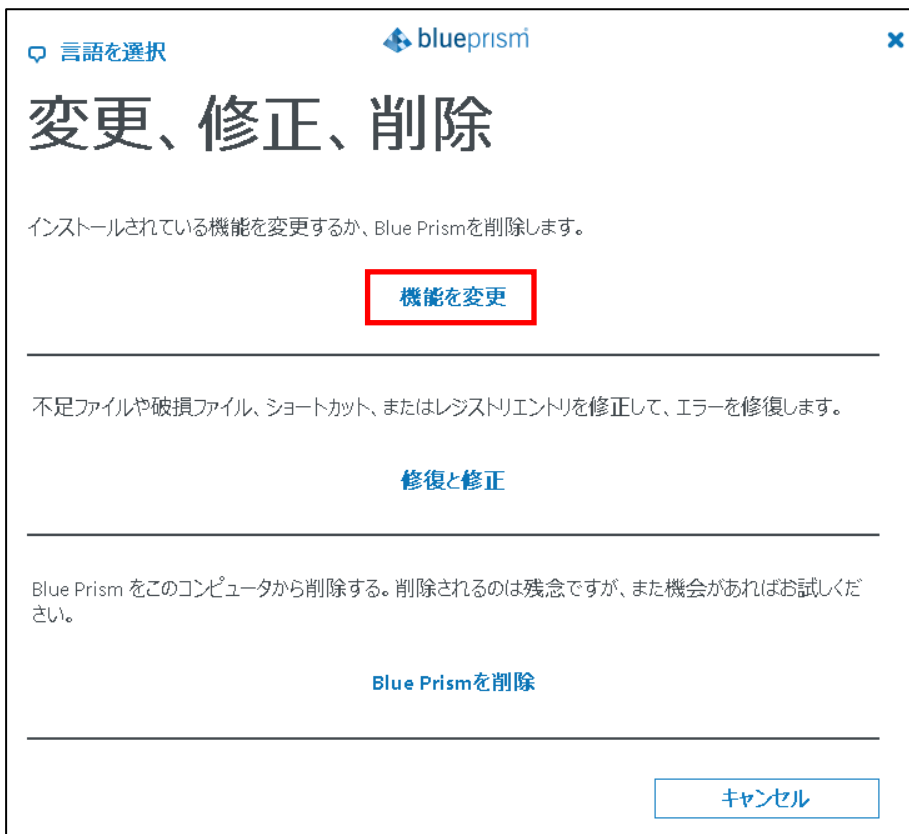 言語を選択
blueprism
変更、修正、削除
インストールされている機能を変更するか、Blue Prismを削除します。
機能を変更
不足ファイルや破損ファイル、ショートカット、またはレジストリエントリを修正して、エラーを修復します。
修復と修正
Blue Prism をこのコンピュータから削除する。削除されるのは残念ですが、また機会があればお試しくだ
さい。
Blue Prismを削除
キャンセル